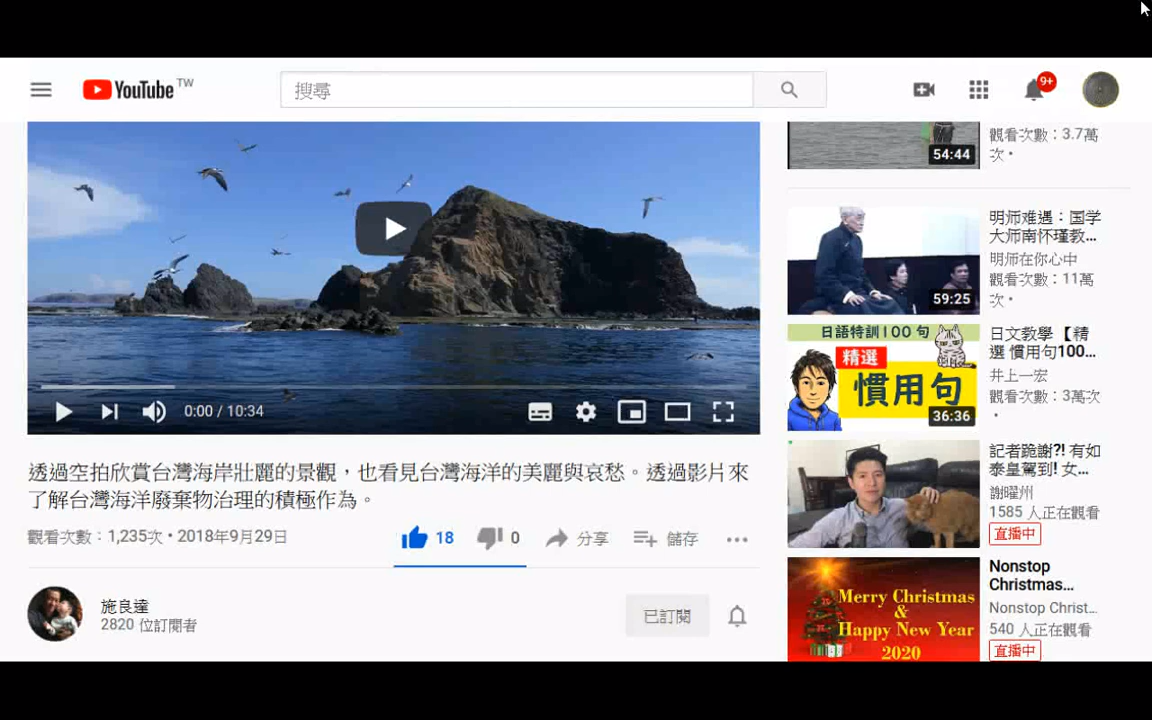 YouTube TW
搜尋
9+
0:00 / 10:34
透過空拍欣賞台灣海岸壯麗的景觀，也看見台灣海洋的美麗與哀愁。透過影片來
了解台灣海洋廢棄物治理的積極作為。
觀看次數：1,235次 • 2018年9月29日
18
0
分享
儲存
施良達
2820 位訂閱者
已訂閱
54:44
觀看次數：3.7萬
次 •
59:25
明师难遇：国学
大师南怀瑾教...
明师在你心中
觀看次數：11萬
次 •
日語特訓100 句
精選
慣用句
36:36
日文教學 【精
選 慣用句100...
井上一宏
觀看次數：3萬次
•
記者跪謝?! 有如
泰皇駕到! 女...
謝曜州
1585 人正在觀看
直播中
Merry Christmas
&
Happy New Year
2020
Nonstop
Christmas...
Nonstop Christ...
540 人正在觀看
直播中